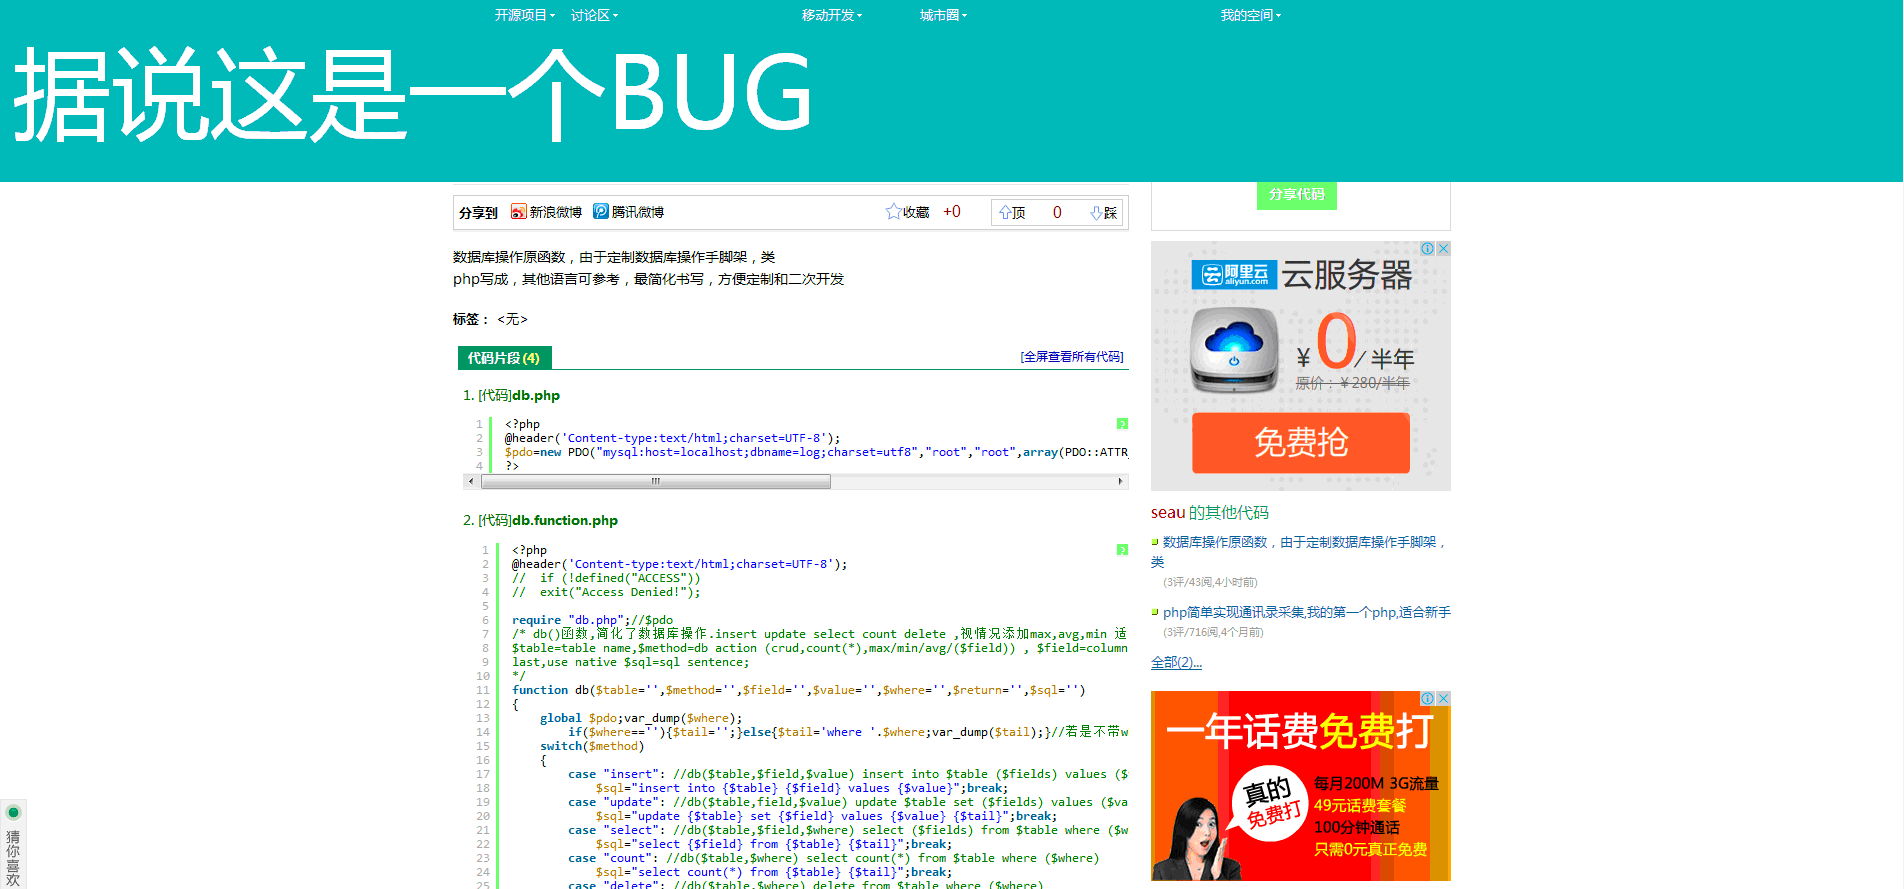 开源项目 讨论区 移动开发 城市圈 我的空间
据说这是一个BUG
分享代码
分享到 新浪微博 腾讯微博 收藏 +0 顶 0 踩
数据库操作原函数，由于定制数据库操作手脚架，类
php写成，其他语言可参考，最简化书写，方便定制和二次开发
标签： <无>
代码片段(4) [全屏查看所有代码]
1. [代码]db.php
1 <?php
2 @header('Content-type:text/html;charset=UTF-8');
3 $pdo=new PDO("mysql:host=localhost;dbname=log;charset=utf8","root","root",array(PDO::ATTR_
4 ?>
2. [代码]db.function.php
1 <?php
2 @header('Content-type:text/html;charset=UTF-8');
3 //  if (!defined("ACCESS"))
4 //  exit("Access Denied!");
5
6 require "db.php";//$pdo
7 /* db()函数,简化了数据库操作.insert update select count delete ,视情况添加max,avg,min 适
8 $table=table name,$method=db action (crud,count(*),max/min/avg/($field)) , $field=column
9 last,use native $sql=sql sentence;
10 */
11 function db($table='',$method='',$field='',$value='',$where='',$return='',$sql='')
12 {
13     global $pdo;var_dump($where);
14         if($where==''){$tail='';}else{$tail='where '.$where;var_dump($tail);}//若是不带w
15     switch($method)
16     {
17         case "insert": //db($table,$field,$value) insert into $table ($fields) values ($
18             $sql="insert into {$table} {$field} values {$value}";break;
19         case "update": //db($table,field,$value) update $table set ($fields) values ($va
20             $sql="update {$table} set {$field} values {$value} {$tail}";break;
21         case "select": //db($table,$field,$where) select ($fields) from $table where ($w
22             $sql="select {$field} from {$table} {$tail}";break;
23         case "count": //db($table,$where) select count(*) from $table where ($where)
24             $sql="select count(*) from {$table} {$tail}";break;
25         case "delete": //db($table,$where) delete from $table where ($where)
阿里云 aliyun.com 云服务器
¥0/半年
原价：¥280/半年
免费抢
seau 的其他代码
数据库操作原函数，由于定制数据库操作手脚架，
类
(3评/43阅,4小时前)
php简单实现通讯录采集,我的第一个php,适合新手
(3评/716阅,4个月前)
全部(2)...
一年话费免费打
真的
免费打
每月200M 3G流量
49元话费套餐
100分钟通话
只需0元真正免费
猜你喜欢